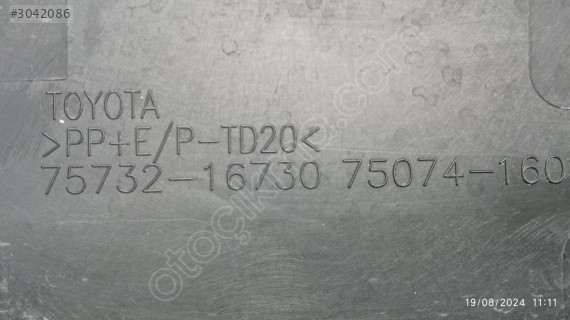 #3042086
TOYOTA
>PP+E/P-TD20<
75732-16730 75074-160
otoçıkma.com
19/08/2024 11:11